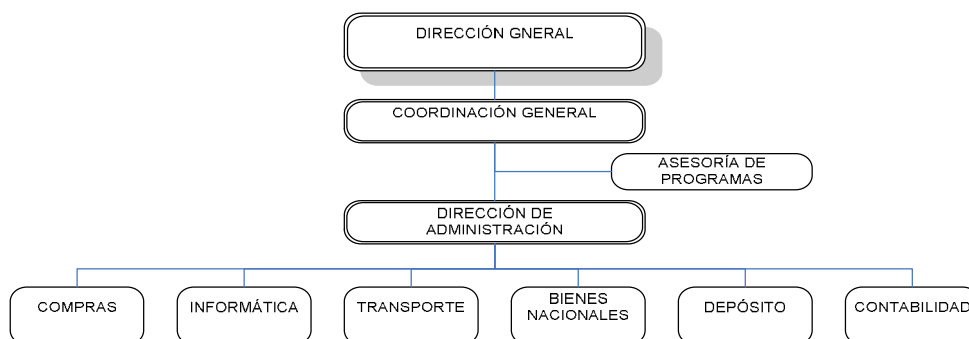 DIRECCIÓN GNERAL
COORDINACIÓN GENERAL
ASESORÍA DE
PROGRAMAS
DIRECCIÓN DE
ADMINISTRACIÓN
COMPRAS
INFORMÁTICA
TRANSPORTE
BIENES
NACIONALES
DEPÓSITO
CONTABILIDAD